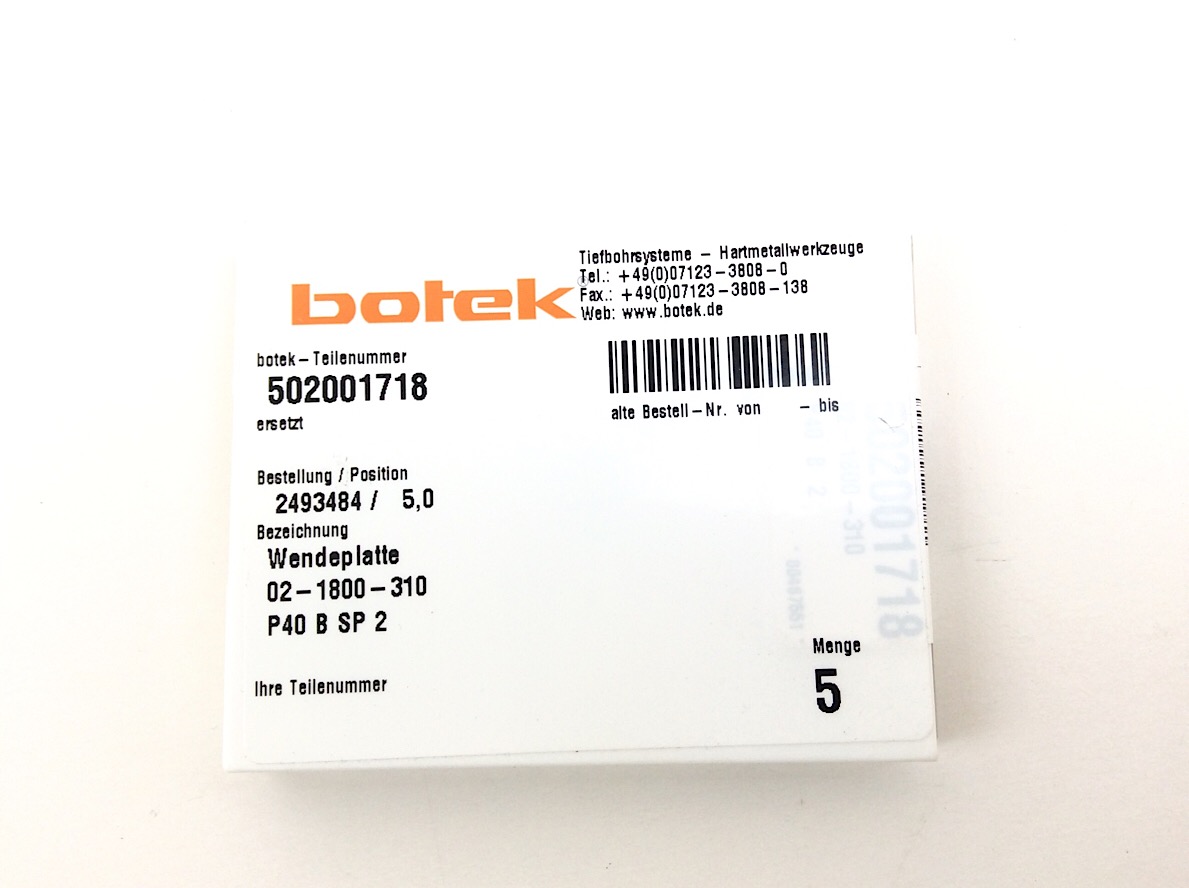 botek
Tiefbohrsysteme – Hartmetallwerkzeuge
Tel.: +49(0)07123–3808–0
Fax.: +49(0)07123–3808–138
Web: www.botek.de
botek–Teilenummer
502001718
ersetzt
alte Bestell–Nr. von – bis
Bestellung / Position
2493484 / 5,0
Bezeichnung
Wendeplatte
02–1800–310
P40 B SP 2
Menge
5
Ihre Teilenummer
502001718